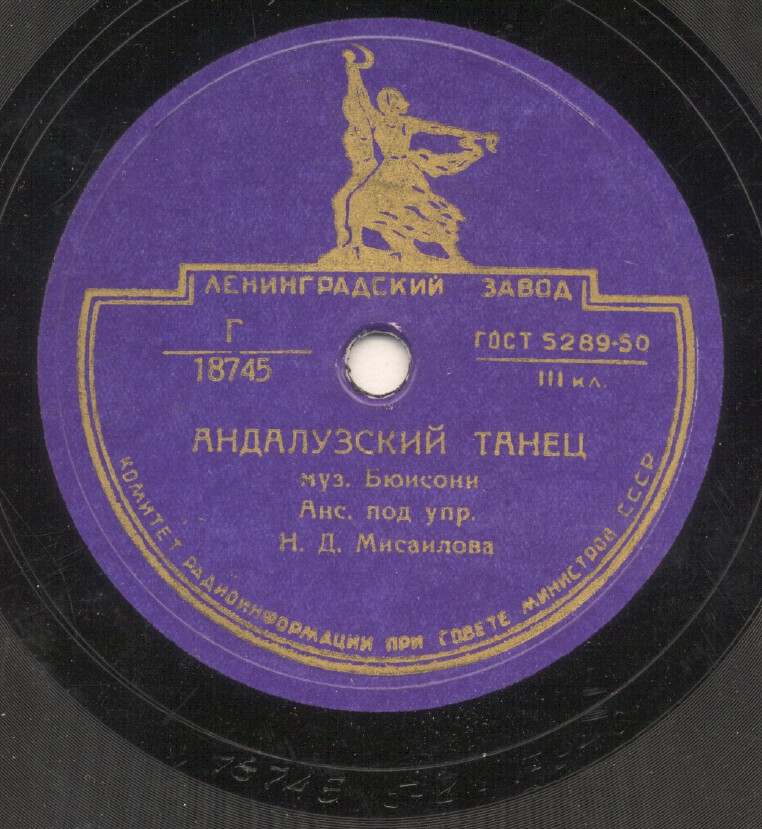 ЛЕНИНГРАДСКИЙ ЗАВОД
Г
18745
ГОСТ 5289-50
III кл.
АНДАЛУЗСКИЙ ТАНЕЦ
муз. Бюисони
Анс. под упр.
Н. Д. Мисаилова
КОМИТЕТ РАДИОИНФОРМАЦИИ ПРИ СОВЕТЕ МИНИСТРОВ СССР